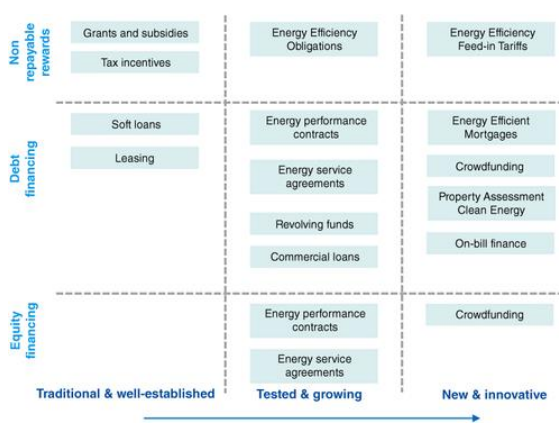 Non
repayable
rewards
Grants and subsidies
Tax incentives
Energy Efficiency
Obligations
Energy Efficiency
Feed-in Tariffs
Debt
financing
Soft loans
Leasing
Energy performance
contracts
Energy service
agreements
Revolving funds
Commercial loans
Energy Efficient
Mortgages
Crowdfunding
Property Assessment
Clean Energy
On-bill finance
Equity
financing
Energy performance
contracts
Energy service
agreements
Crowdfunding
Traditional & well-established
Tested & growing
New & innovative